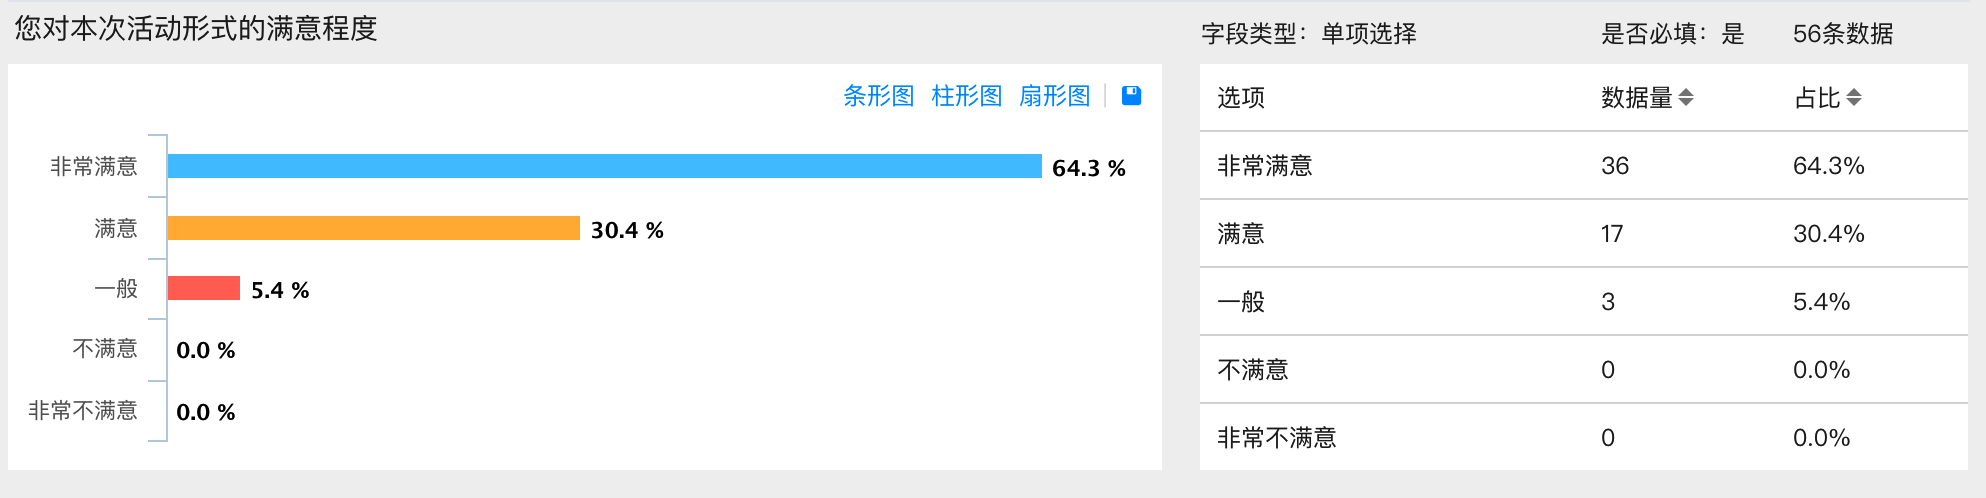 您对本次活动形式的满意程度
字段类型：单项选择 是否必填：是 56条数据
条形图 柱形图 扇形图
非常满意 64.3 %
满意 30.4 %
一般 5.4 %
不满意 0.0 %
非常不满意 0.0 %
选项 数据量 占比
非常满意 36 64.3%
满意 17 30.4%
一般 3 5.4%
不满意 0 0.0%
非常不满意 0 0.0%